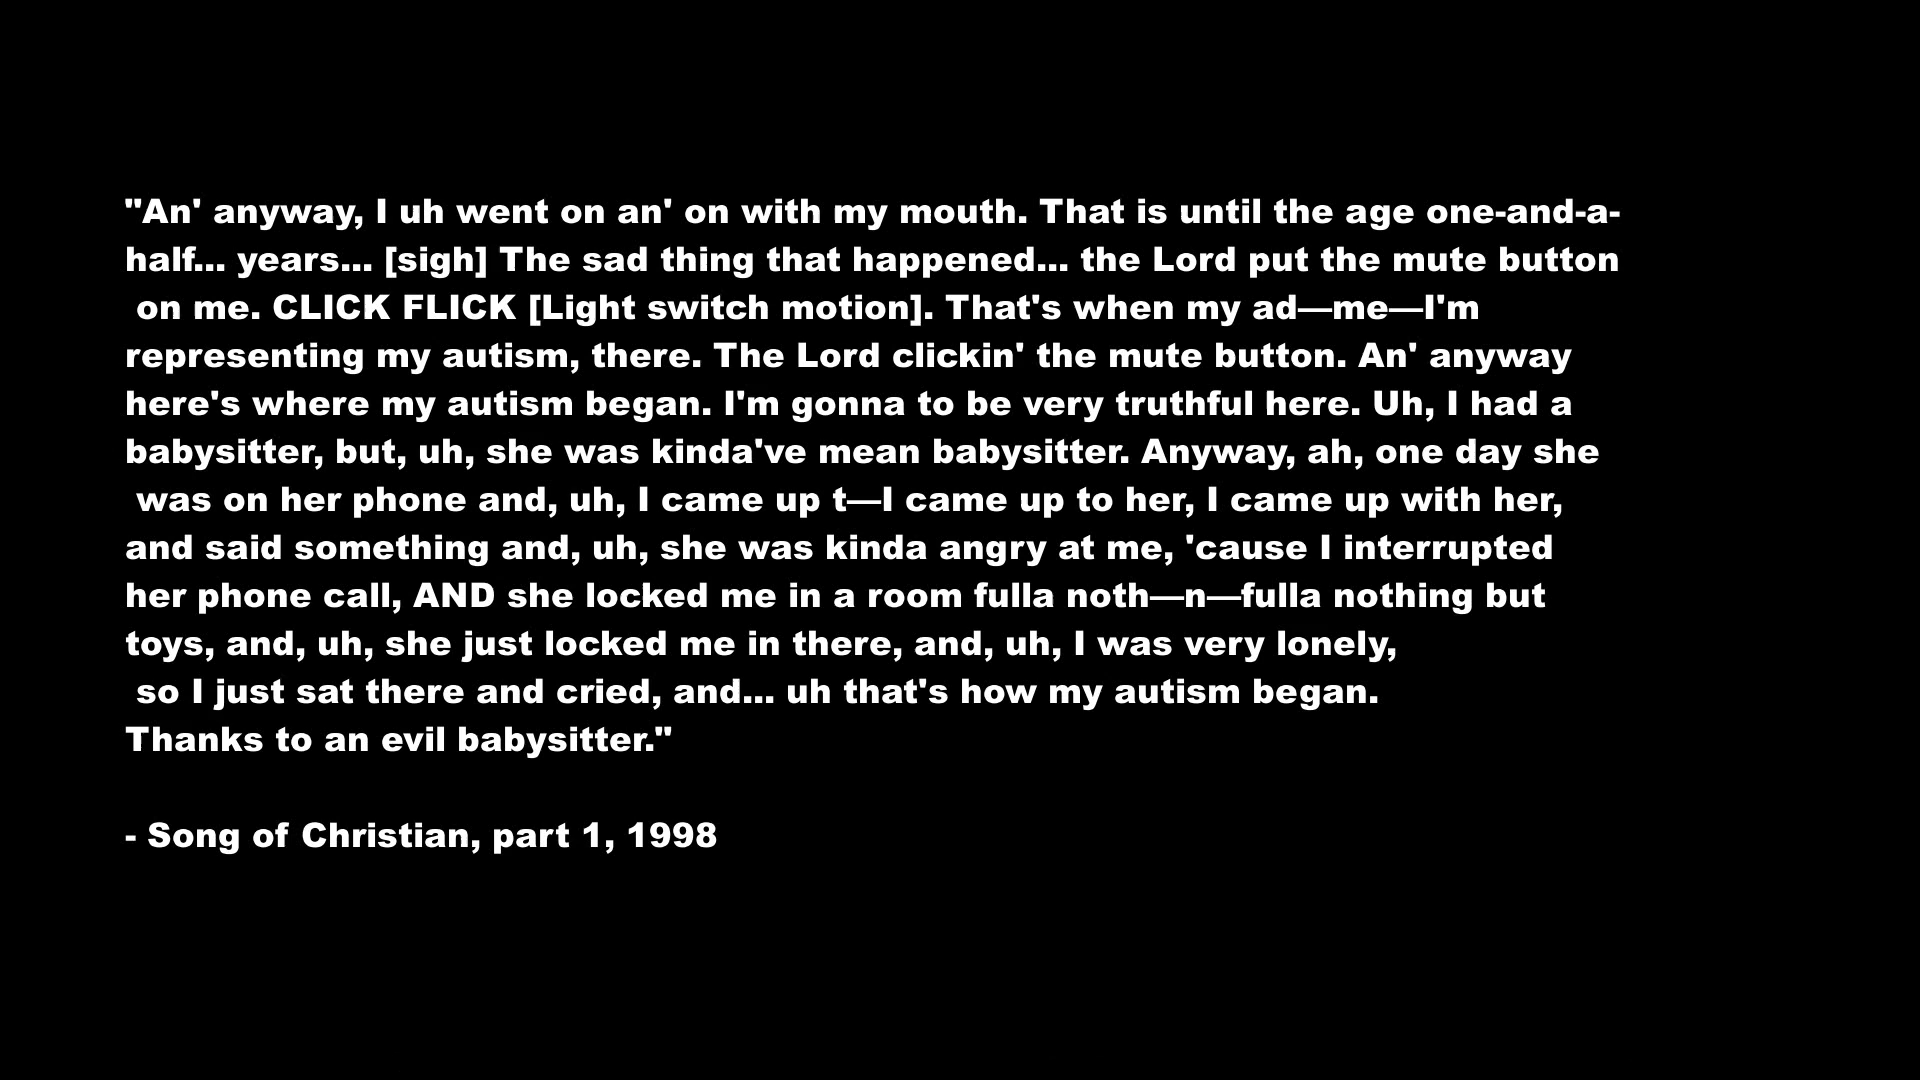 "An' anyway, I uh went on an' on with my mouth. That is until the age one-and-a-
half... years... [sigh] The sad thing that happened... the Lord put the mute button
on me. CLICK FLICK [Light switch motion]. That's when my ad—me—I'm
representing my autism, there. The Lord clickin' the mute button. An' anyway
here's where my autism began. I'm gonna to be very truthful here. Uh, I had a
babysitter, but, uh, she was kinda've mean babysitter. Anyway, ah, one day she
was on her phone and, uh, I came up t—I came up to her, I came up with her,
and said something and, uh, she was kinda angry at me, 'cause I interrupted
her phone call, AND she locked me in a room fulla noth—n—fulla nothing but
toys, and, uh, she just locked me in there, and, uh, I was very lonely,
so I just sat there and cried, and... uh that's how my autism began.
Thanks to an evil babysitter."
- Song of Christian, part 1, 1998